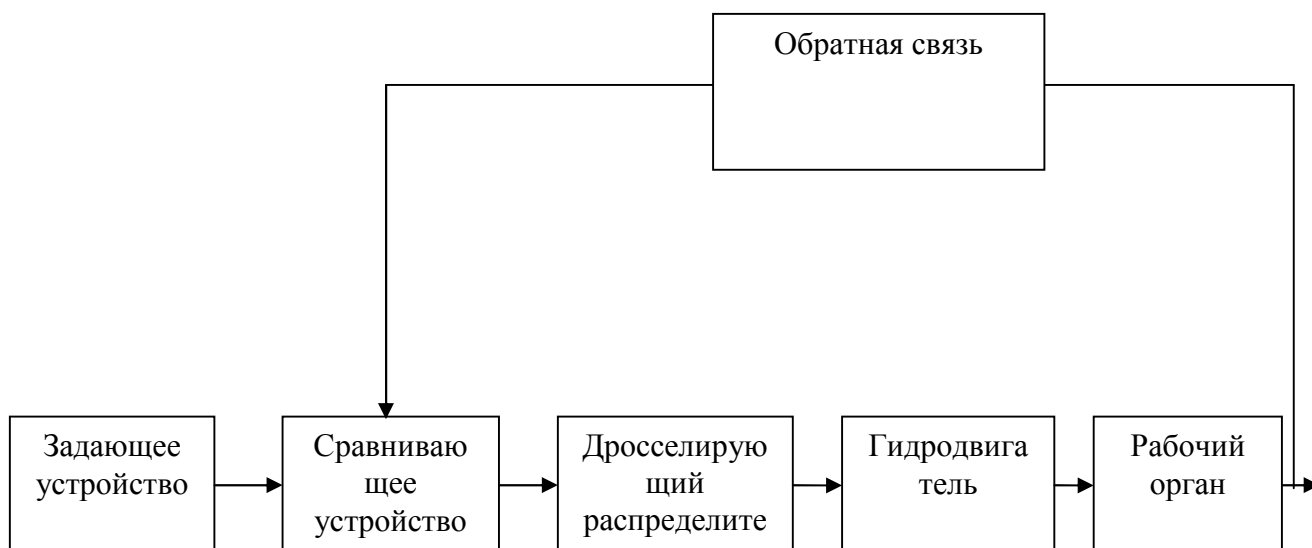 Обратная связь
Задающее
устройство
Сравниваю
щее
устройство
Дросселирую
щий
распределите
Гидродвига
тель
Рабочий
орган